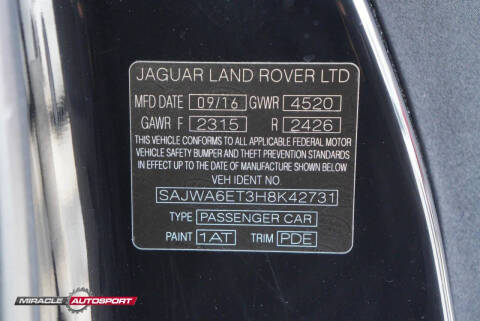 JAGUAR LAND ROVER LTD
MFD DATE 09/16 GVWR 4520
GAWR F 2315 R 2426
THIS VEHICLE CONFORMS TO ALL APPLICABLE FEDERAL MOTOR
VEHICLE SAFETY BUMPER AND THEFT PREVENTION STANDARDS
IN EFFECT UP TO THE DATE OF MANUFACTURE SHOWN BELOW
VEH IDENT NO.
SAJWA6ET3H8K42731
TYPE PASSENGER CAR
PAINT 1AT TRIM PDE
MIRACLE AUTOSPORT